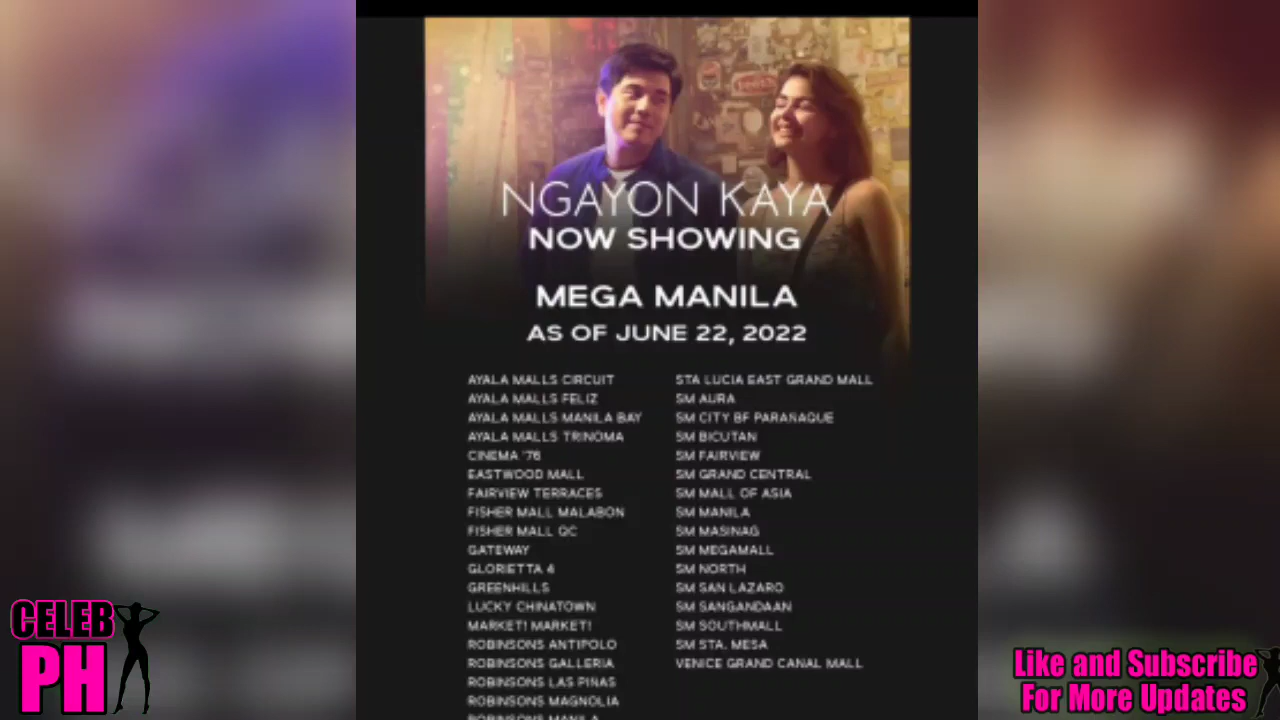 NGAYON KAYA
NOW SHOWING
MEGA MANILA
AS OF JUNE 22, 2022
AYALA MALLS CIRCUIT
AYALA MALLS FELIZ
AYALA MALLS MANILA BAY
AYALA MALLS TRINOMA
CINEMA '76
EASTWOOD MALL
FAIRVIEW TERRACES
FISHER MALL MALABON
FISHER MALL QC
GATEWAY
GLORIETTA 4
GREENHILLS
LUCKY CHINATOWN
MARKET! MARKET!
ROBINSONS ANTIPOLO
ROBINSONS GALLERIA
ROBINSONS LAS PINAS
ROBINSONS MAGNOLIA
ROBINSONS MANILA
STA LUCIA EAST GRAND MALL
SM AURA
SM CITY BF PARANAQUE
SM BICUTAN
SM FAIRVIEW
SM GRAND CENTRAL
SM MALL OF ASIA
SM MANILA
SM MASINAG
SM MEGAMALL
SM NORTH
SM SAN LAZARO
SM SANGANDAAN
SM SOUTHMALL
SM STA. MESA
VENICE GRAND CANAL MALL
CELEB
PH
Like and Subscribe
For More Updates